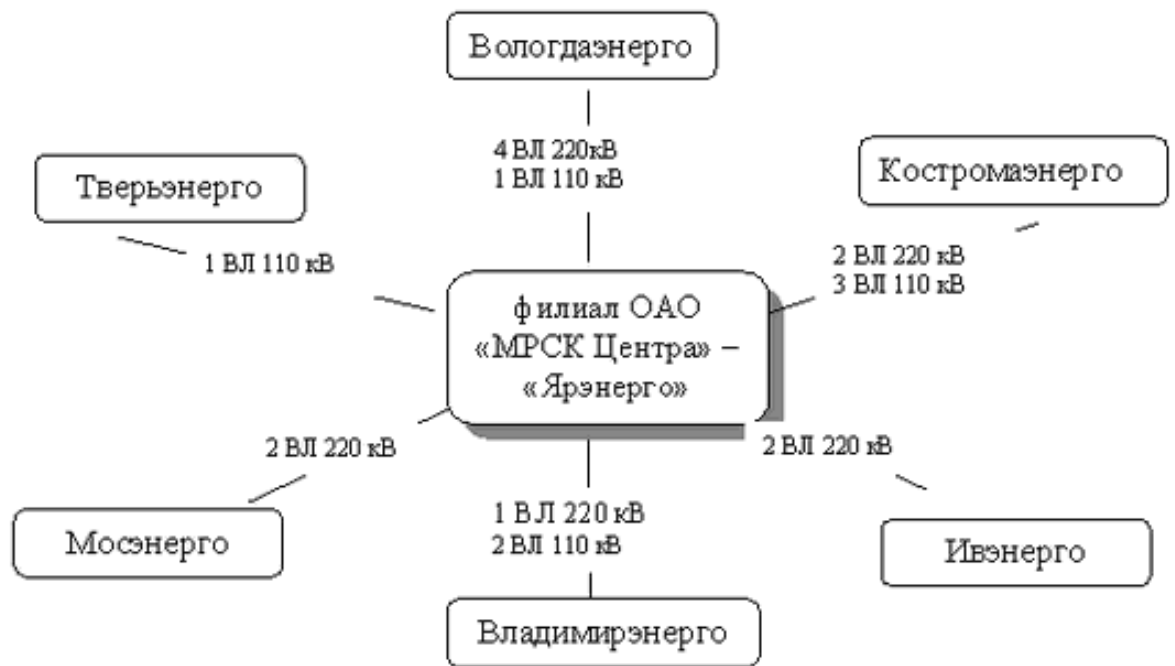 Вологдаэнерго
4 ВЛ 220кВ
1 ВЛ 110 кВ
Тверьэнерго
Костромаэнерго
1 ВЛ 110 кВ
2 ВЛ 220 кВ
3 ВЛ 110 кВ
филиал ОАО
«МРСК Центра» –
«Ярэнерго»
2 ВЛ 220 кВ
2 ВЛ 220 кВ
1 ВЛ 220 кВ
2 ВЛ 110 кВ
Мосэнерго
Ивэнерго
Владимирэнерго